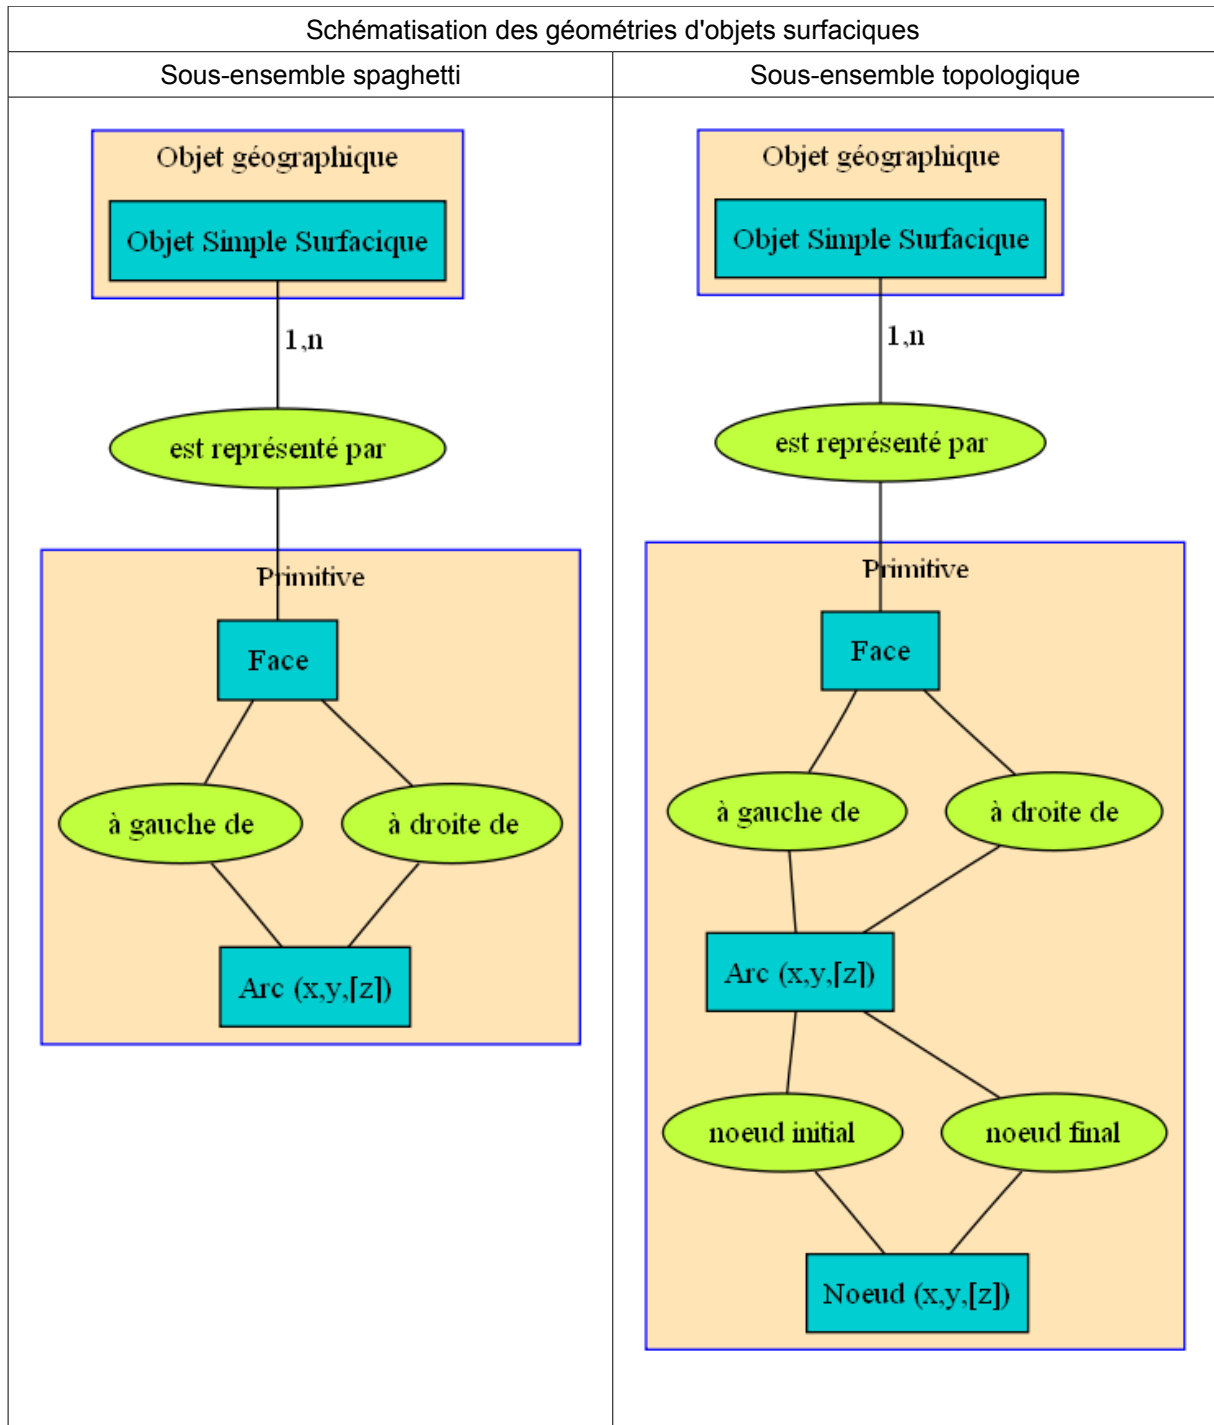 Schématisation des géométries d'objets surfaciques
Sous-ensemble spaghetti
Sous-ensemble topologique
Objet géographique
Objet Simple Surfacique
1,n
est représenté par
Primitive
Face
à gauche de
à droite de
Arc (x,y,[z])
Objet géographique
Objet Simple Surfacique
1,n
est représenté par
Primitive
Face
à gauche de
à droite de
Arc (x,y,[z])
noeud initial
noeud final
Noeud (x,y,[z])